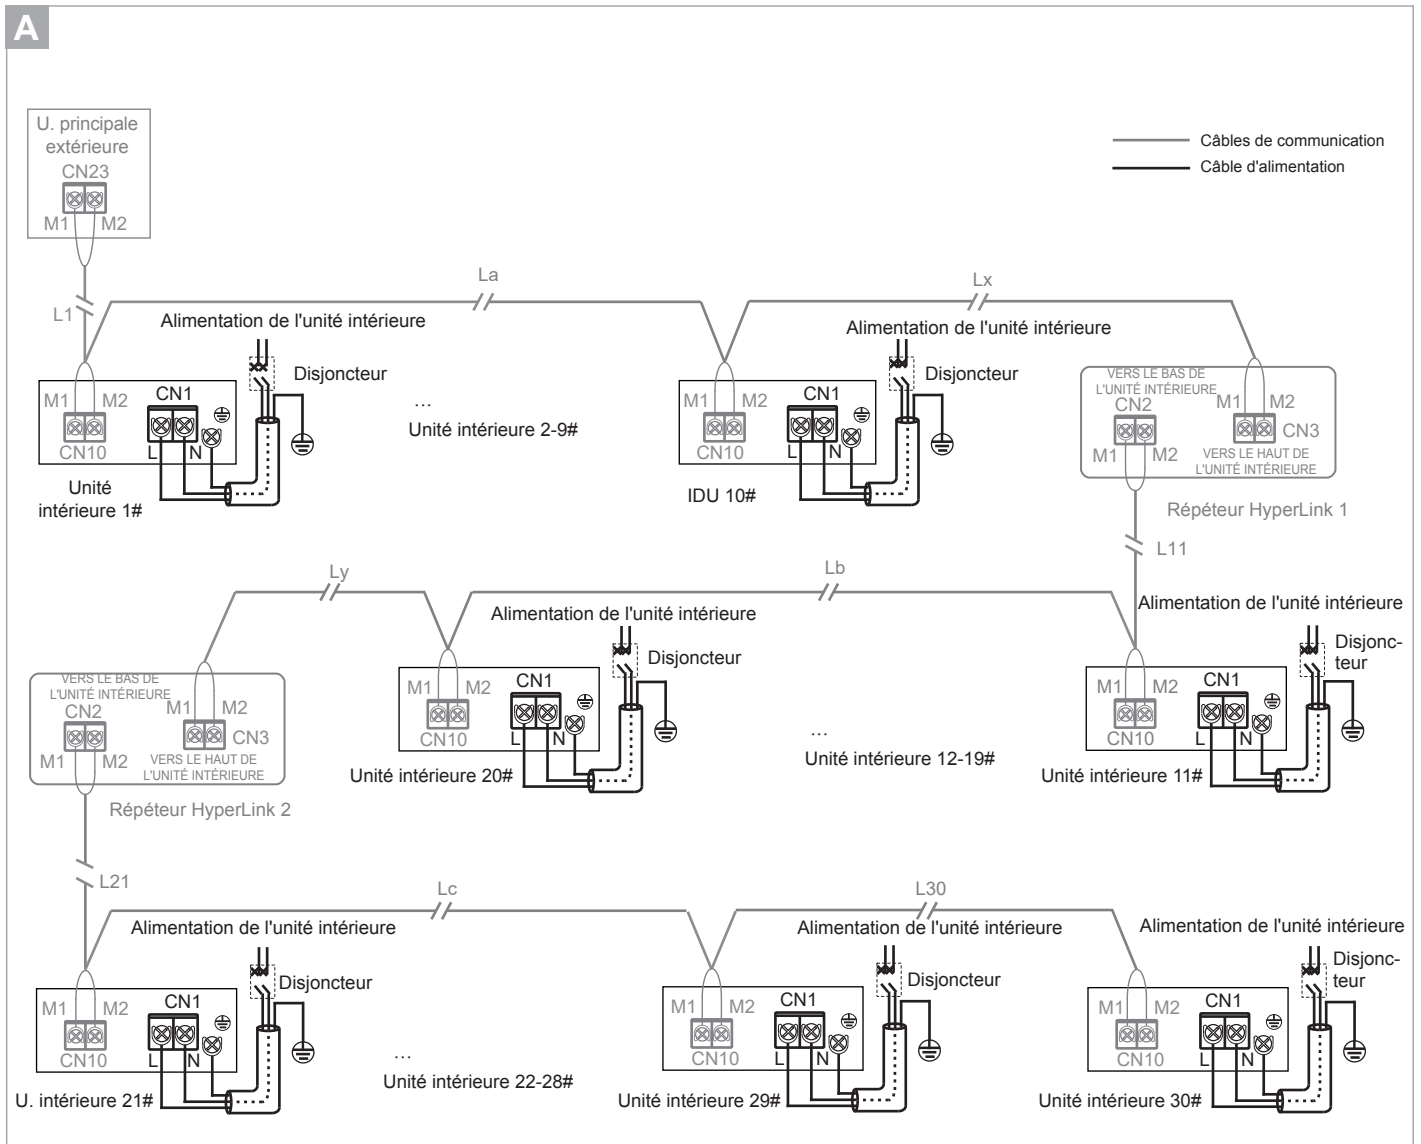 A
U. principale
extérieure
CN23
M1 M2
Câbles de communication
Câble d'alimentation
L1
La
Lx
Alimentation de l'unité intérieure
Disjoncteur
M1 M2
CN1
CN10
L N
Unité
intérieure 1#
...
Unité intérieure 2-9#
Alimentation de l'unité intérieure
Disjoncteur
M1 M2
CN1
CN10
L N
IDU 10#
VERS LE BAS DE
L'UNITÉ INTÉRIEURE
CN2
M1 M2
M1 M2
CN3
VERS LE HAUT DE
L'UNITÉ INTÉRIEURE
Répéteur HyperLink 1
L11
Ly
Lb
VERS LE BAS DE
L'UNITÉ INTÉRIEURE
CN2
M1 M2
M1 M2
CN3
VERS LE HAUT DE
L'UNITÉ INTÉRIEURE
Répéteur HyperLink 2
Alimentation de l'unité intérieure
Disjoncteur
M1 M2
CN1
CN10
L N
Unité intérieure 20#
...
Unité intérieure 12-19#
Alimentation de l'unité intérieure
Disjonc-
teur
M1 M2
CN1
CN10
L N
Unité intérieure 11#
L21
Lc
L30
Alimentation de l'unité intérieure
Disjoncteur
M1 M2
CN1
CN10
L N
U. intérieure 21#
...
Unité intérieure 22-28#
Alimentation de l'unité intérieure
Disjoncteur
M1 M2
CN1
CN10
L N
Unité intérieure 29#
Alimentation de l'unité intérieure
Disjonc-
teur
M1 M2
CN1
CN10
L N
Unité intérieure 30#